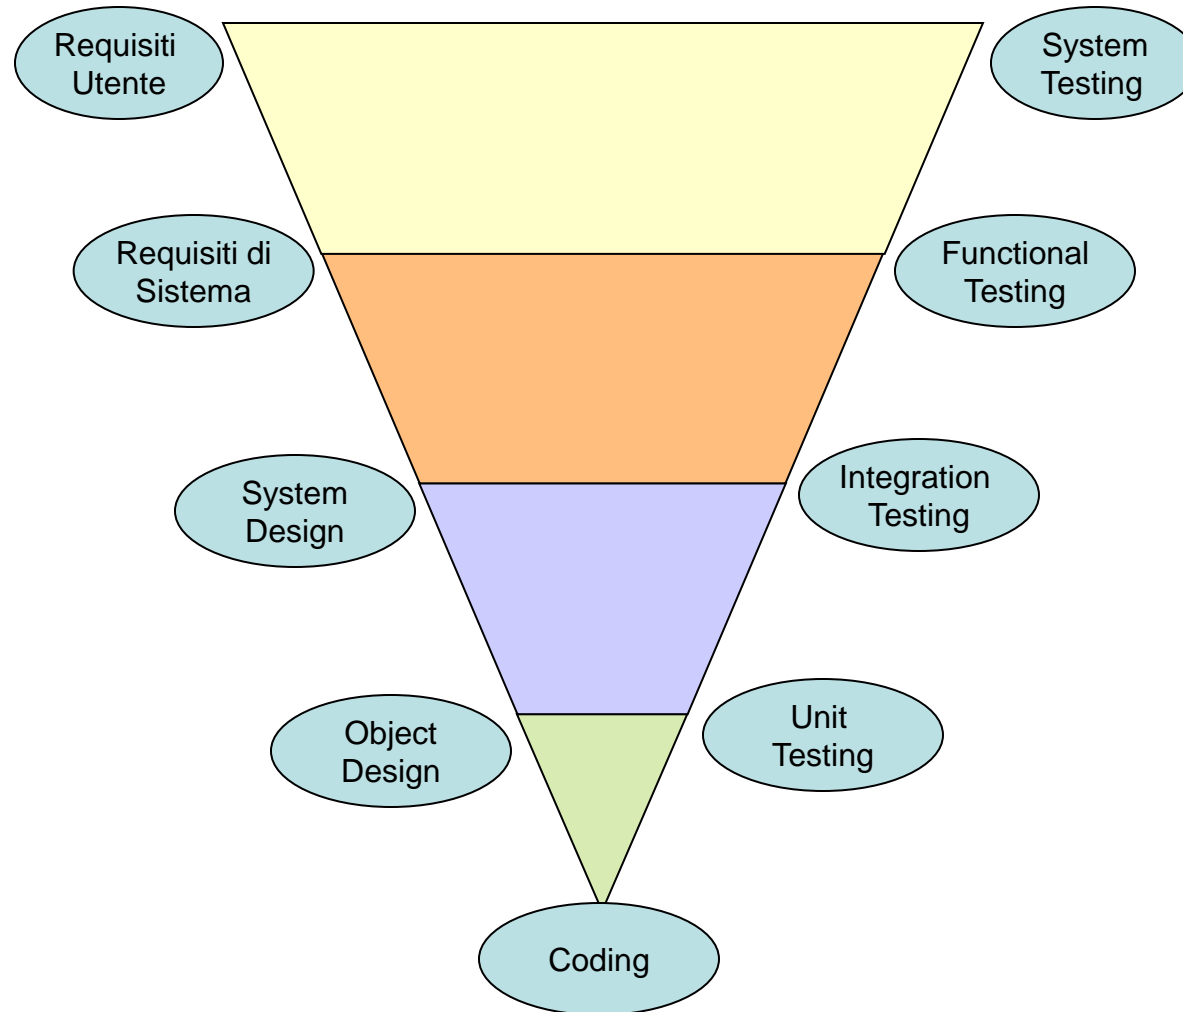 Requisiti
Utente
System
Testing
Requisiti di
Sistema
Functional
Testing
System
Design
Integration
Testing
Object
Design
Unit
Testing
Coding